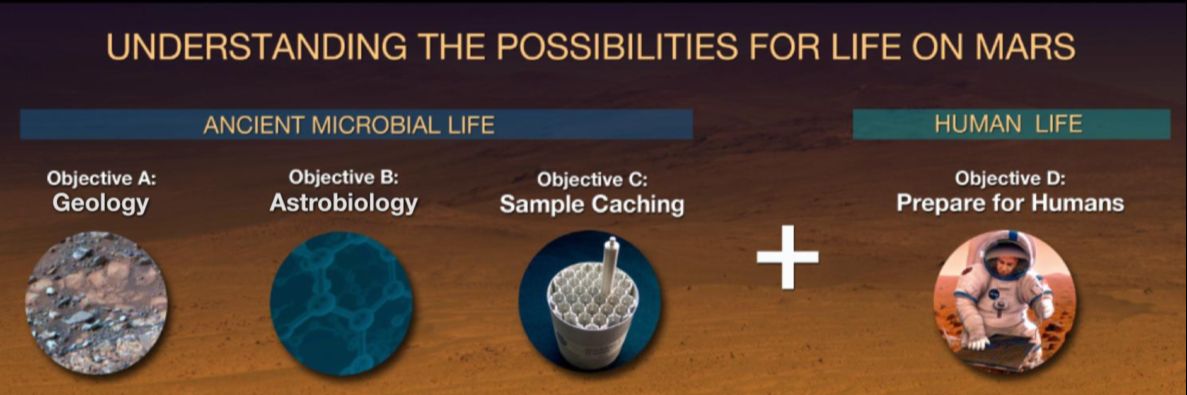 UNDERSTANDING THE POSSIBILITIES FOR LIFE ON MARS
ANCIENT MICROBIAL LIFE
HUMAN LIFE
Objective A:
Geology
Objective B:
Astrobiology
Objective C:
Sample Caching
Objective D:
Prepare for Humans